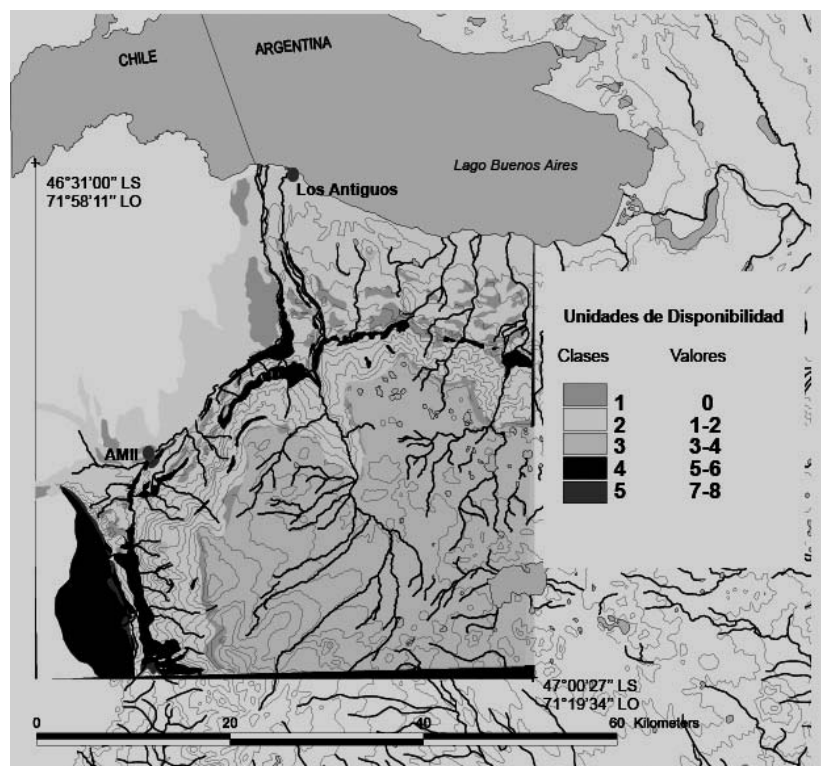 CHILE
ARGENTINA
Lago Buenos Aires
46°31'00" LS
71°58'11" LO
Los Antiguos
Unidades de Disponibilidad
Clases Valores
1 0
2 1-2
3 3-4
4 5-6
5 7-8
AMII
47°00'27" LS
71°19'34" LO
0 20 40 60 Kilometers